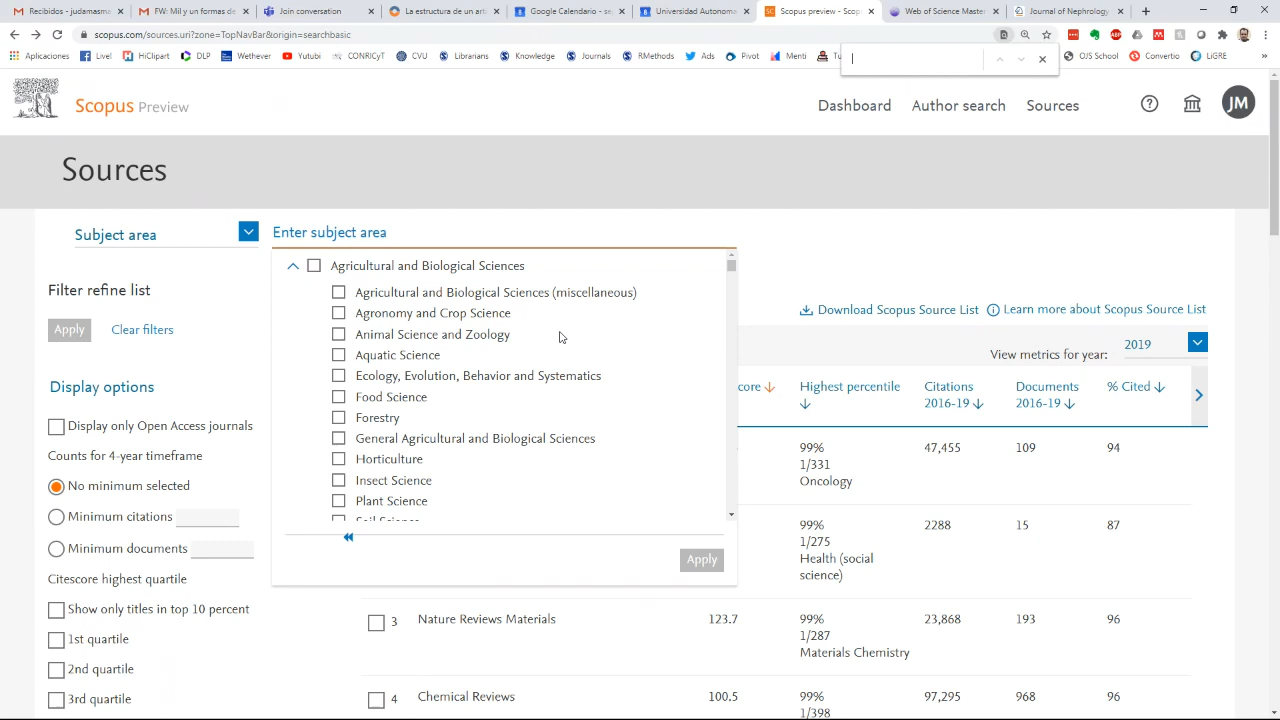 Recibidos - judamasmas
FW: Mil y un formas de
Join conversation
La estructura de un artíc
Google Calendario - se
Universidad Autonoma
Scopus preview - Scop
Web of Science Master
Journal of Nephrology
scopus.com/sources.uri?zone=TopNavBar&origin=searchbasic
Aplicaciones
Livel
HiClipart
DLP
Wethever
Yutubi
CONRICyT
CVU
Librarians
Knowledge
Journals
RMethods
Ads
Pivot
Menti
OJS School
Convertio
LiGRE
Scopus Preview
Dashboard
Author search
Sources
JM
Sources
Subject area
Enter subject area
Agricultural and Biological Sciences
Agricultural and Biological Sciences (miscellaneous)
Agronomy and Crop Science
Animal Science and Zoology
Aquatic Science
Ecology, Evolution, Behavior and Systematics
Food Science
Forestry
General Agricultural and Biological Sciences
Horticulture
Insect Science
Plant Science
Soil Science
Apply
Filter refine list
Apply
Clear filters
Display options
Display only Open Access journals
Counts for 4-year timeframe
No minimum selected
Minimum citations
Minimum documents
Citescore highest quartile
Show only titles in top 10 percent
1st quartile
2nd quartile
3rd quartile
Download Scopus Source List
Learn more about Scopus Source List
View metrics for year:
2019
core
Highest percentile
Citations
2016-19
Documents
2016-19
% Cited
99%
1/331
Oncology
47,455
109
94
99%
1/275
Health (social
science)
2288
15
87
3
Nature Reviews Materials
123.7
99%
1/287
Materials Chemistry
23,868
193
96
4
Chemical Reviews
100.5
99%
1/398
97,295
968
96